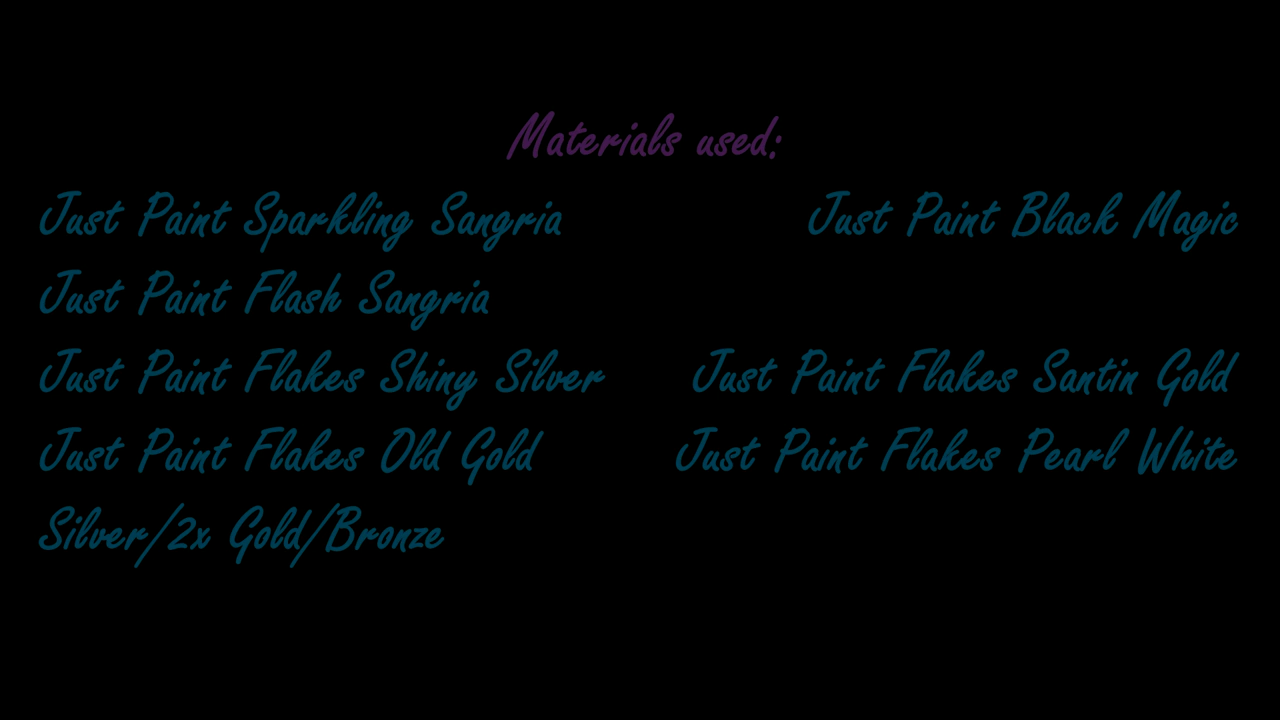 Materials used:
Just Paint Sparkling Sangria Just Paint Black Magic
Just Paint Flash Sangria
Just Paint Flakes Shiny Silver Just Paint Flakes Santin Gold
Just Paint Flakes Old Gold Just Paint Flakes Pearl White
Silver/2x Gold/Bronze